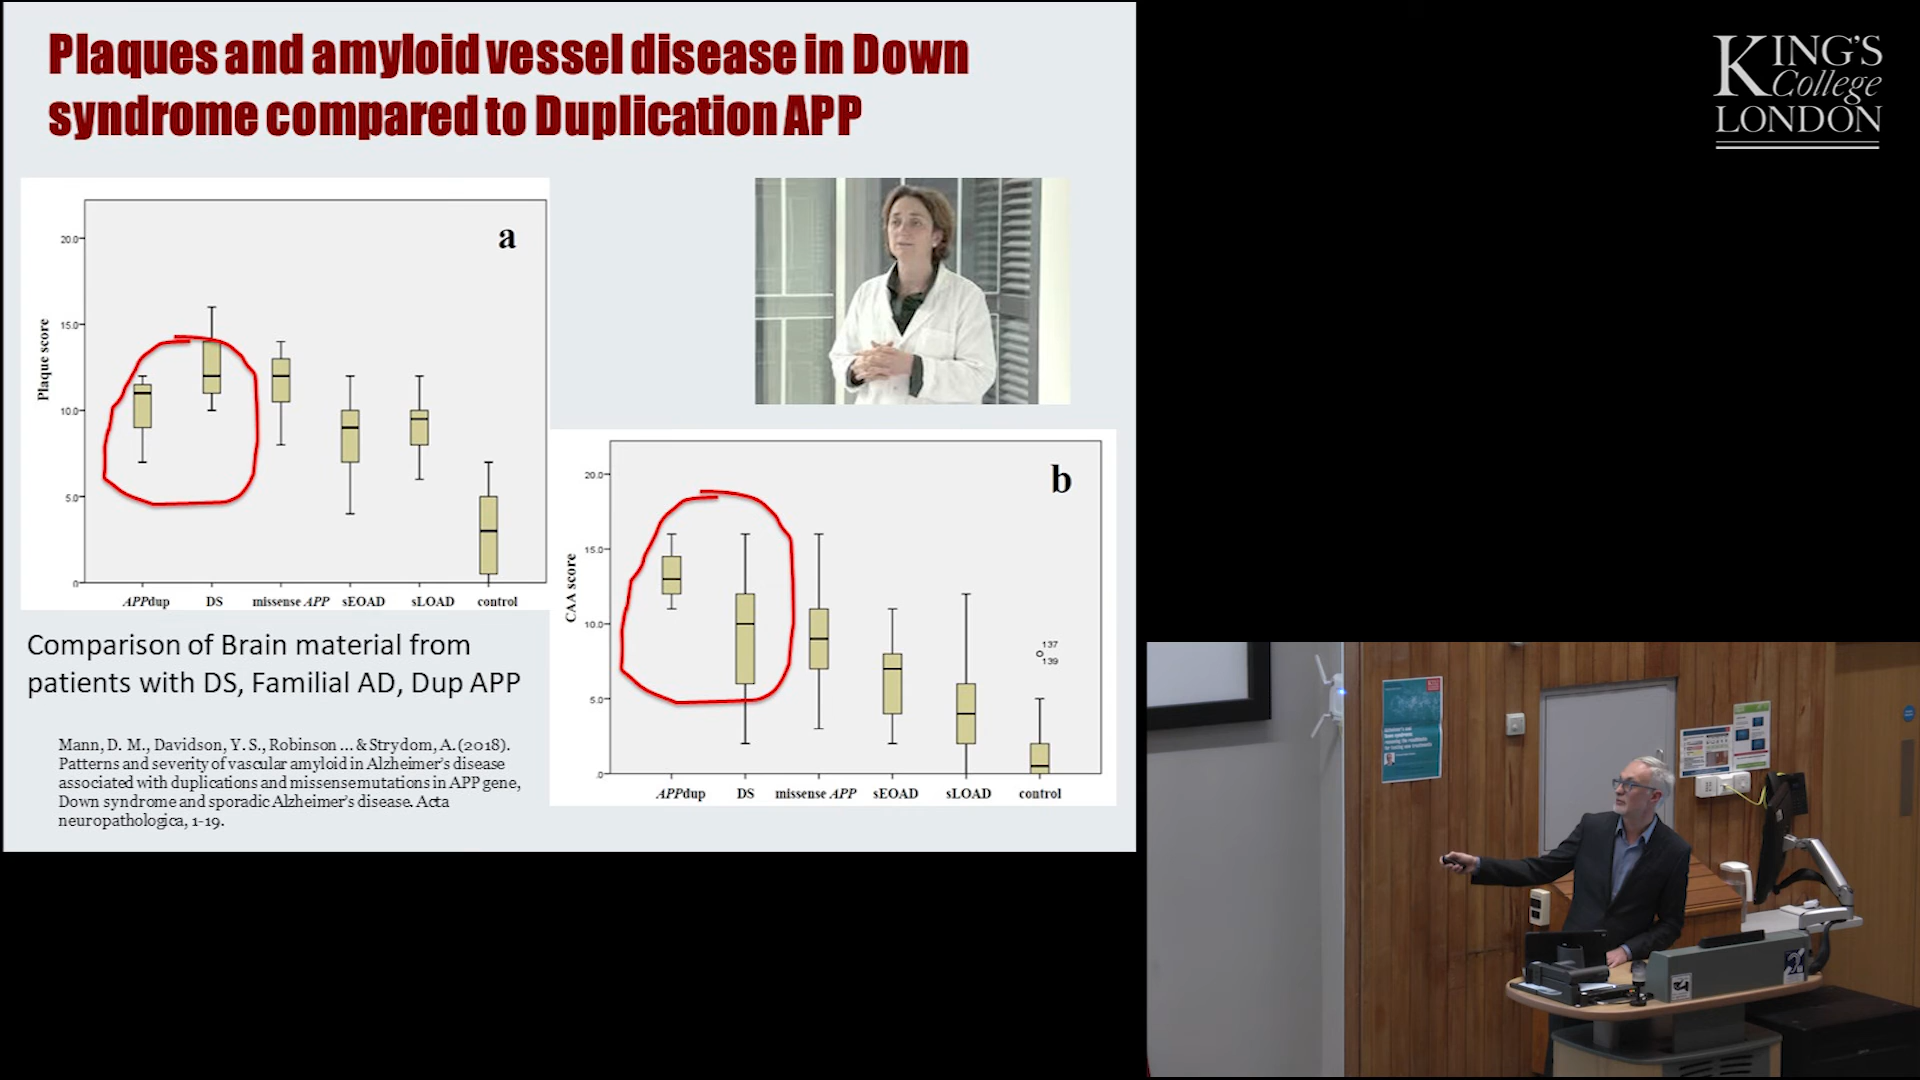 Plaques and amyloid vessel disease in Down
syndrome compared to Duplication APP
KING'S
College
LONDON
a
Plaque score
20.0
15.0
10.0
5.0
0
APPdup DS missense APP sEOAD sLOAD control
b
CAA score
20.0
15.0
10.0
5.0
.0
137
139
APPdup DS missense APP sEOAD sLOAD control
Comparison of Brain material from
patients with DS, Familial AD, Dup APP
Mann, D. M., Davidson, Y. S., Robinson ... & Strydom, A. (2018).
Patterns and severity of vascular amyloid in Alzheimer's disease
associated with duplications and missense mutations in APP gene,
Down syndrome and sporadic Alzheimer's disease. Acta
neuropathologica, 1-19.